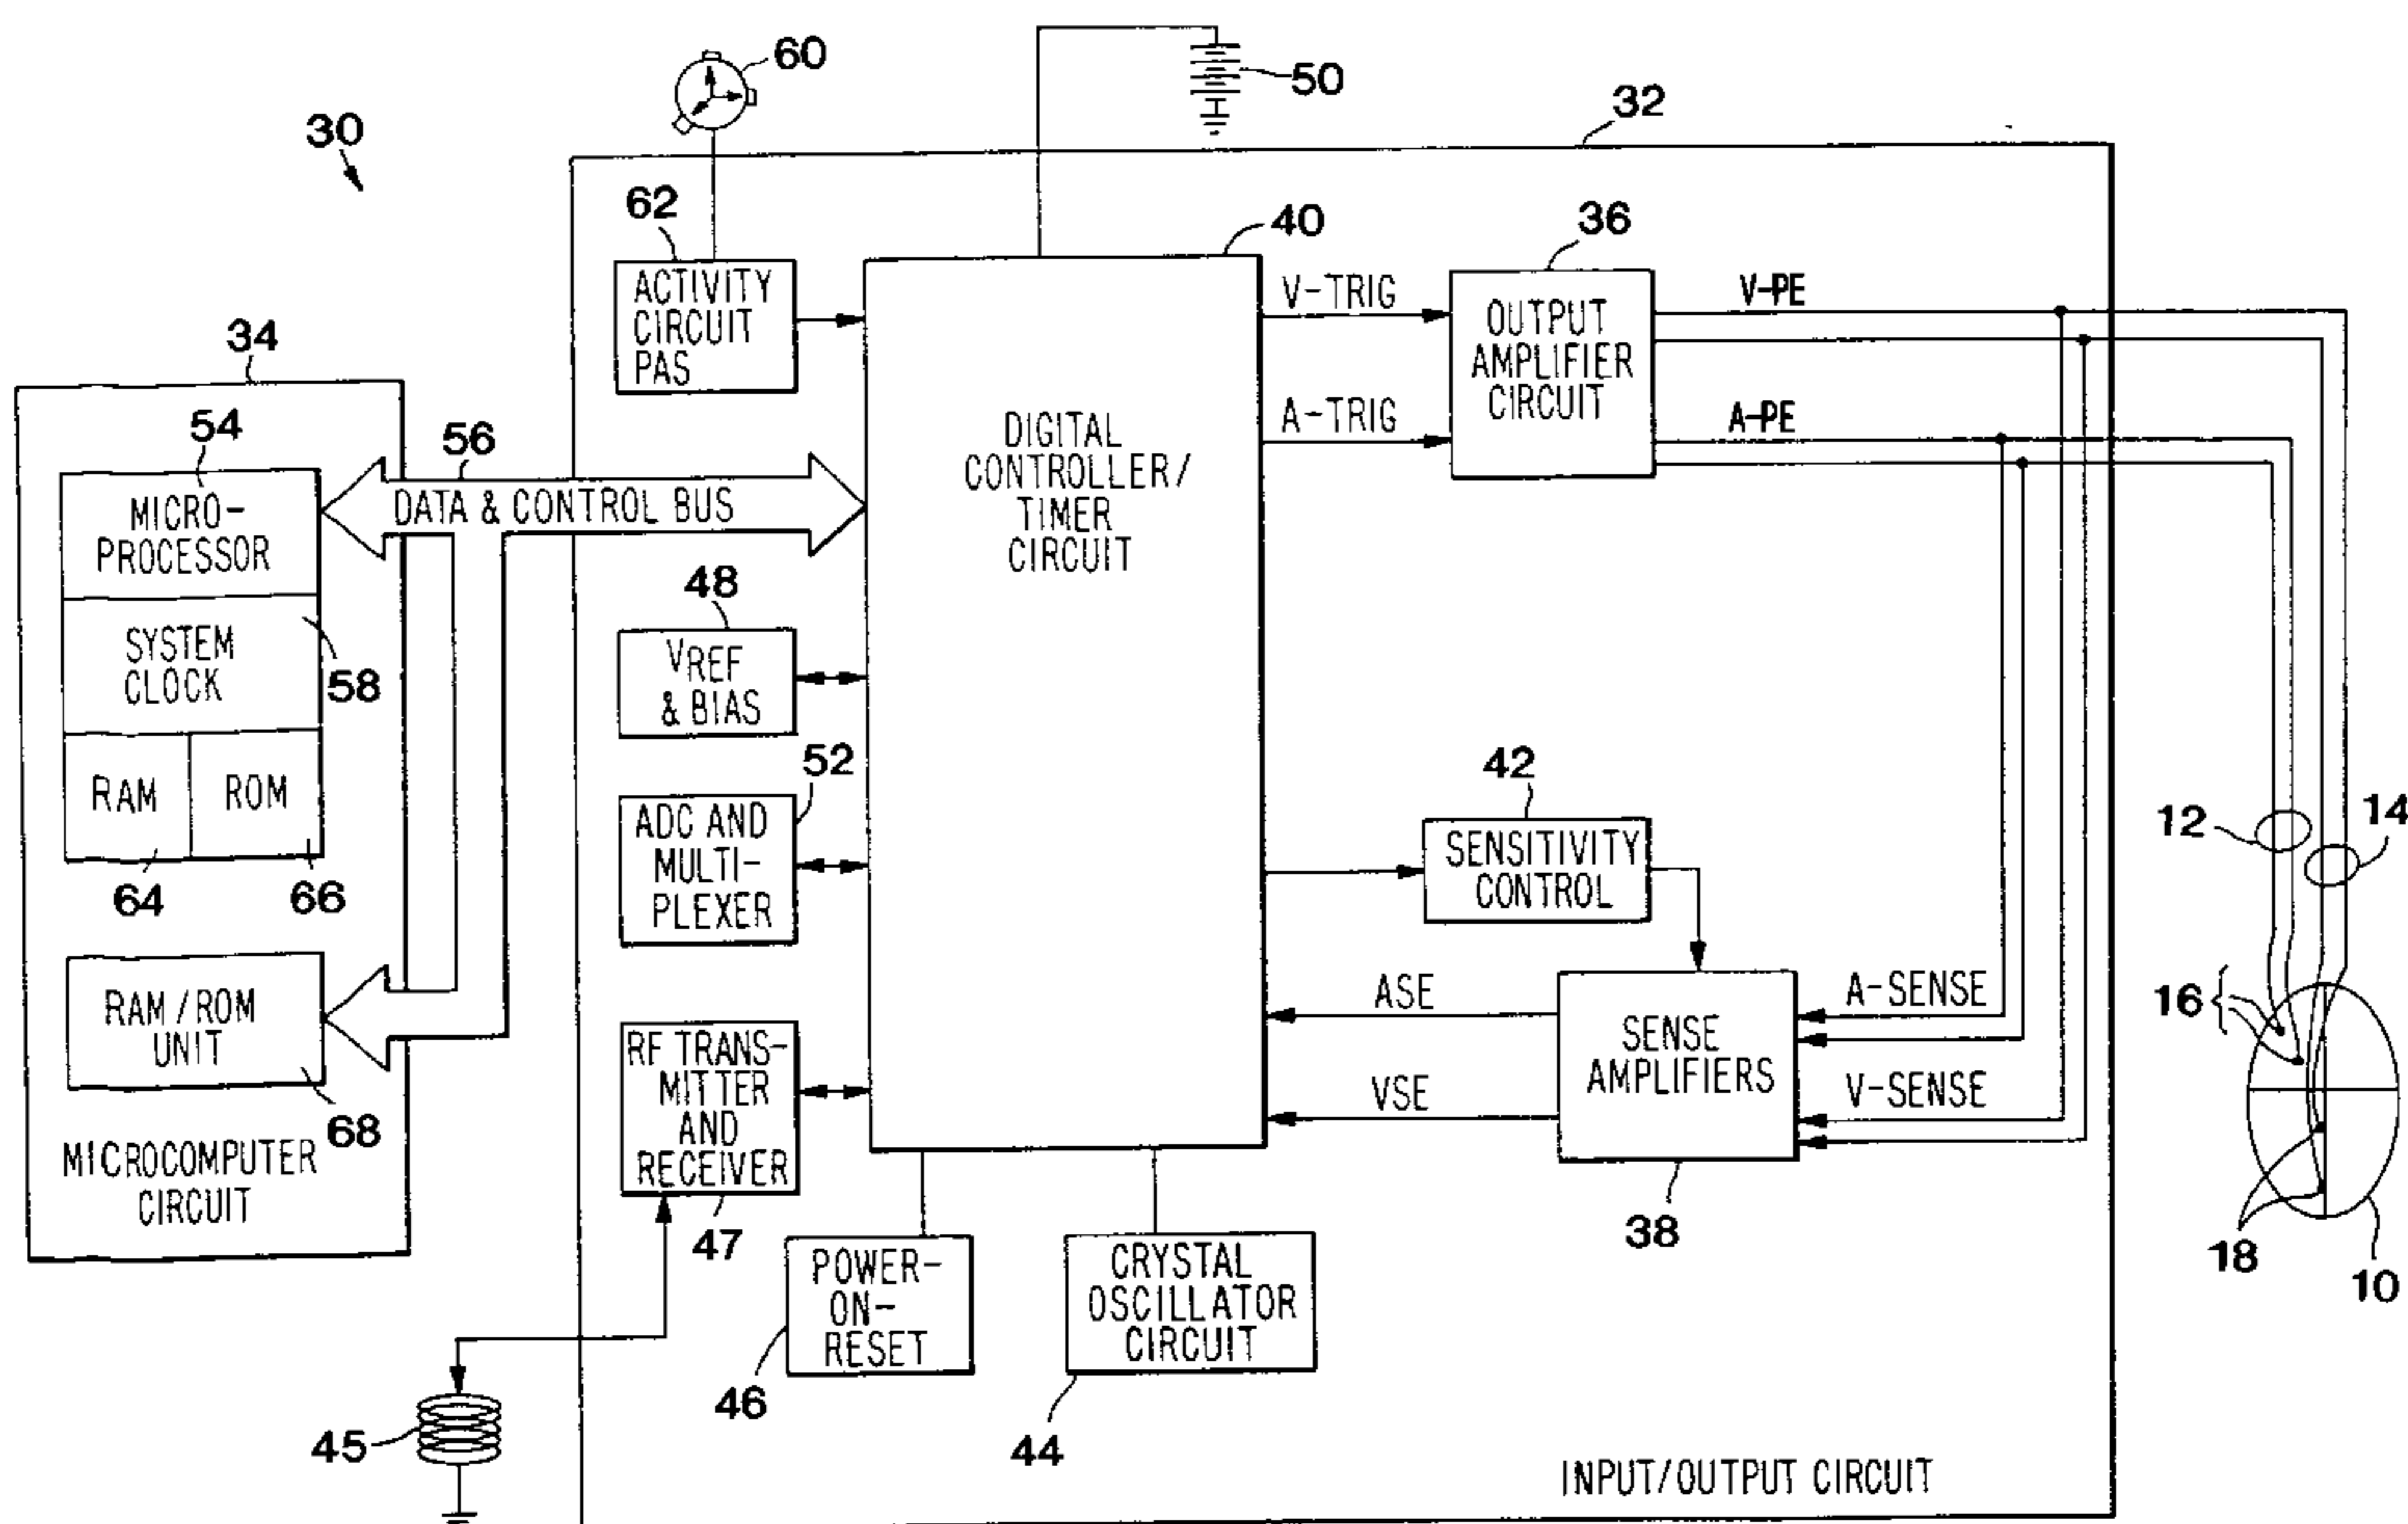 60
50
30
32
62
40
36
ACTIVITY
CIRCUIT
PAS
V-TRIG
OUTPUT
AMPLIFIER
CIRCUIT
V-PE
34
A-TRIG
A-PE
54
56
DIGITAL
CONTROLLER/
TIMER
CIRCUIT
MICRO-
PROCESSOR
DATA & CONTROL BUS
48
SYSTEM
CLOCK
58
VREF
& BIAS
52
42
RAM
ROM
ADC AND
MULTI-
PLEXER
SENSITIVITY
CONTROL
12
14
64
66
RAM/ROM
UNIT
ASE
A-SENSE
16
RF TRANS-
MITTER
AND
RECEIVER
SENSE
AMPLIFIERS
VSE
V-SENSE
68
MICROCOMPUTER
CIRCUIT
47
38
18
10
POWER-
ON-
RESET
CRYSTAL
OSCILLATOR
CIRCUIT
46
45
44
INPUT/OUTPUT CIRCUIT